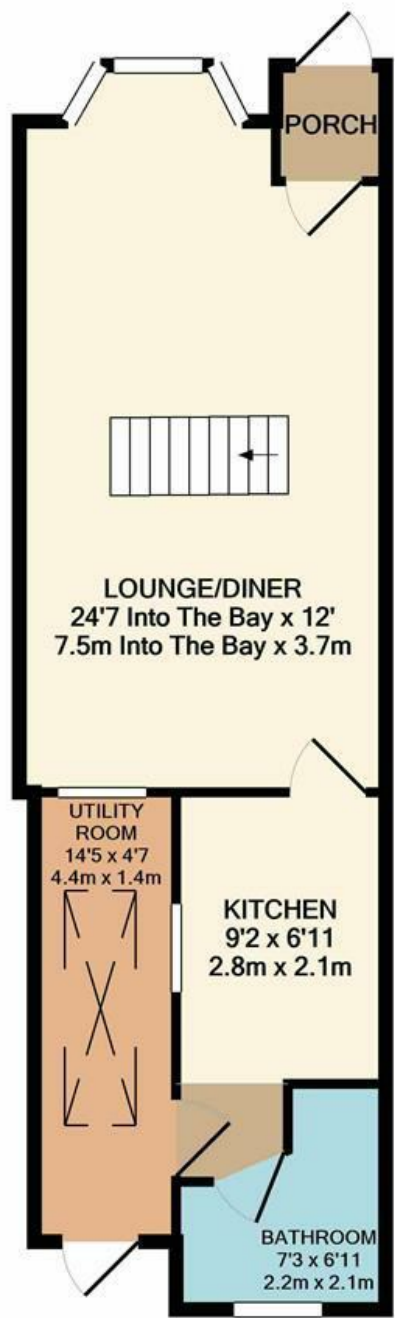 PORCH
LOUNGE/DINER
24'7 Into The Bay x 12'
7.5m Into The Bay x 3.7m
UTILITY
ROOM
14'5 x 4'7
4.4m x 1.4m
KITCHEN
9'2 x 6'11
2.8m x 2.1m
BATHROOM
7'3 x 6'11
2.2m x 2.1m